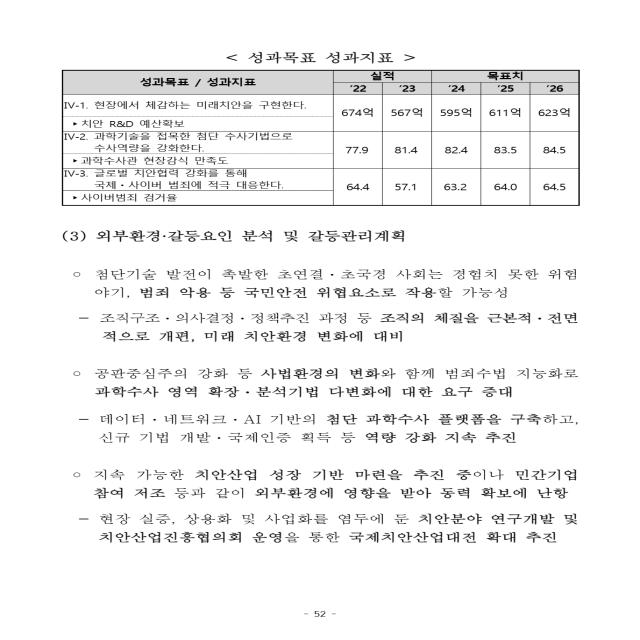 < 성과목표 성과지표 >
성과목표 / 성과지표 실적 목표치
'22 '23 '24 '25 '26
Ⅳ-1. 현장에서 체감하는 미래치안을 구현한다.
▸치안 R&D 예산확보 674억 567억 595억 611억 623억
Ⅳ-2. 과학기술을 접목한 첨단 수사기법으로
수사역량을 강화한다.
▸과학수사관 현장감식 만족도 77.9 81.4 82.4 83.5 84.5
Ⅳ-3. 글로벌 치안협력 강화를 통해
국제·사이버 범죄에 적극 대응한다.
▸사이버범죄 검거율 64.4 57.1 63.2 64.0 64.5
(3) 외부환경·갈등요인 분석 및 갈등관리계획
○ 첨단기술 발전이 촉발한 초연결·초국경 사회는 경험치 못한 위험
야기, 범죄 악용 등 국민안전 위협요소로 작용할 가능성
- 조직구조·의사결정·정책추진 과정 등 조직의 체질을 근본적·전면
적으로 개편, 미래 치안환경 변화에 대비
○ 공판중심주의 강화 등 사법환경의 변화와 함께 범죄수법 지능화로
과학수사 영역 확장·분석기법 다변화에 대한 요구 증대
- 데이터·네트워크·AI 기반의 첨단 과학수사 플랫폼을 구축하고,
신규 기법 개발·국제인증 획득 등 역량 강화 지속 추진
○ 지속 가능한 치안산업 성장 기반 마련을 추진 중이나 민간기업
참여 저조 등과 같이 외부환경에 영향을 받아 동력 확보에 난항
- 현장 실증, 상용화 및 사업화를 염두에 둔 치안분야 연구개발 및
치안산업진흥협의회 운영을 통한 국제치안산업대전 확대 추진
- 52 -